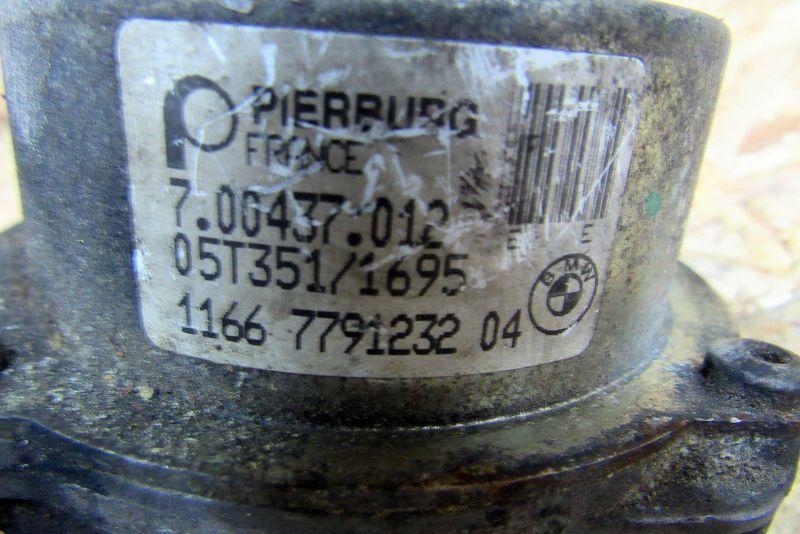 PIERBURG
FRANCE
7.00437.012
05T351/1695
BMW
1166 7791232 04